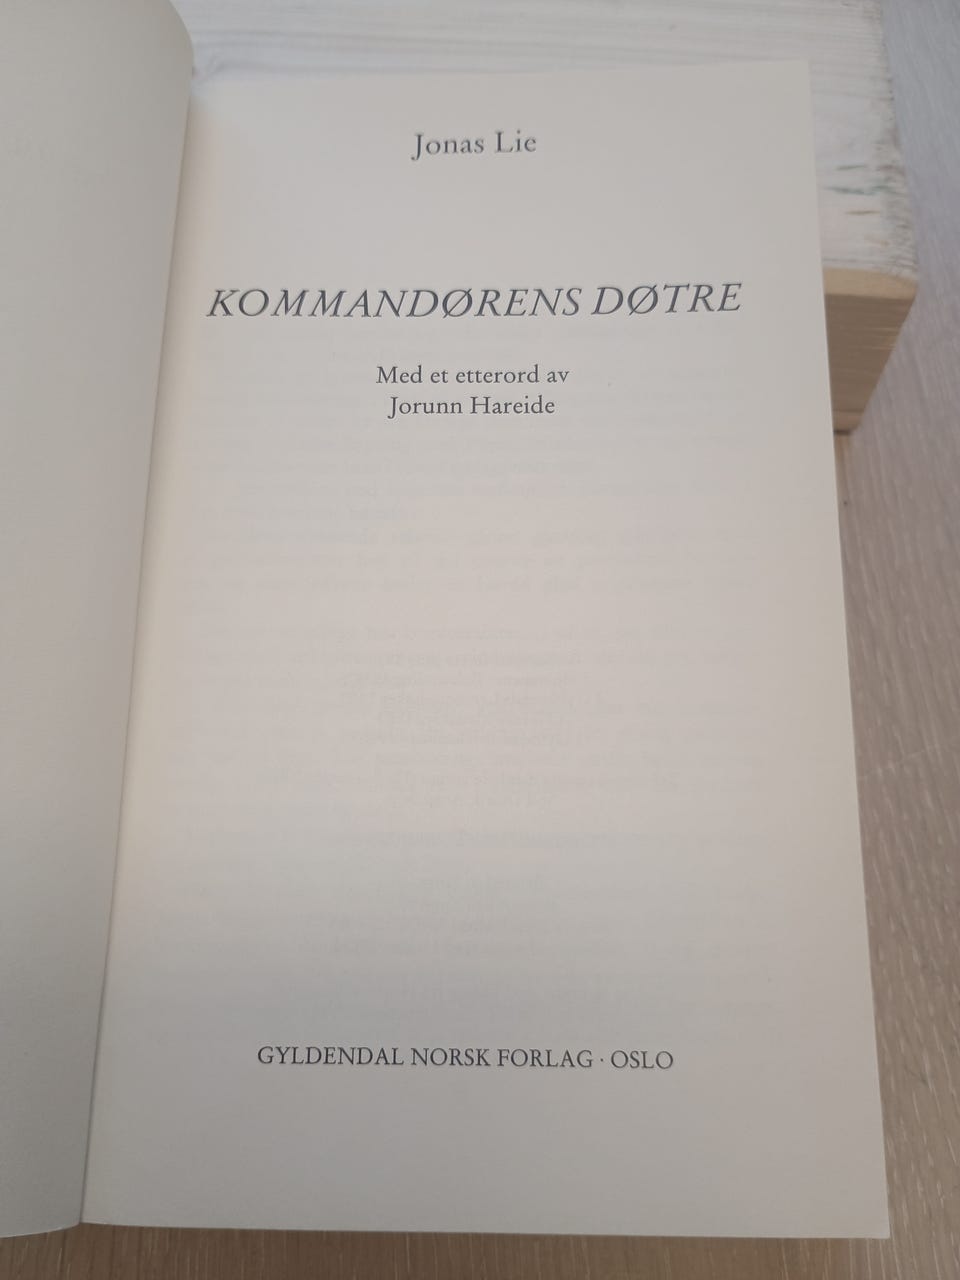 Jonas Lie
KOMMANDØRENS DØTRE
Med et etterord av
Jorunn Hareide
GYLDENDAL NORSK FORLAG · OSLO